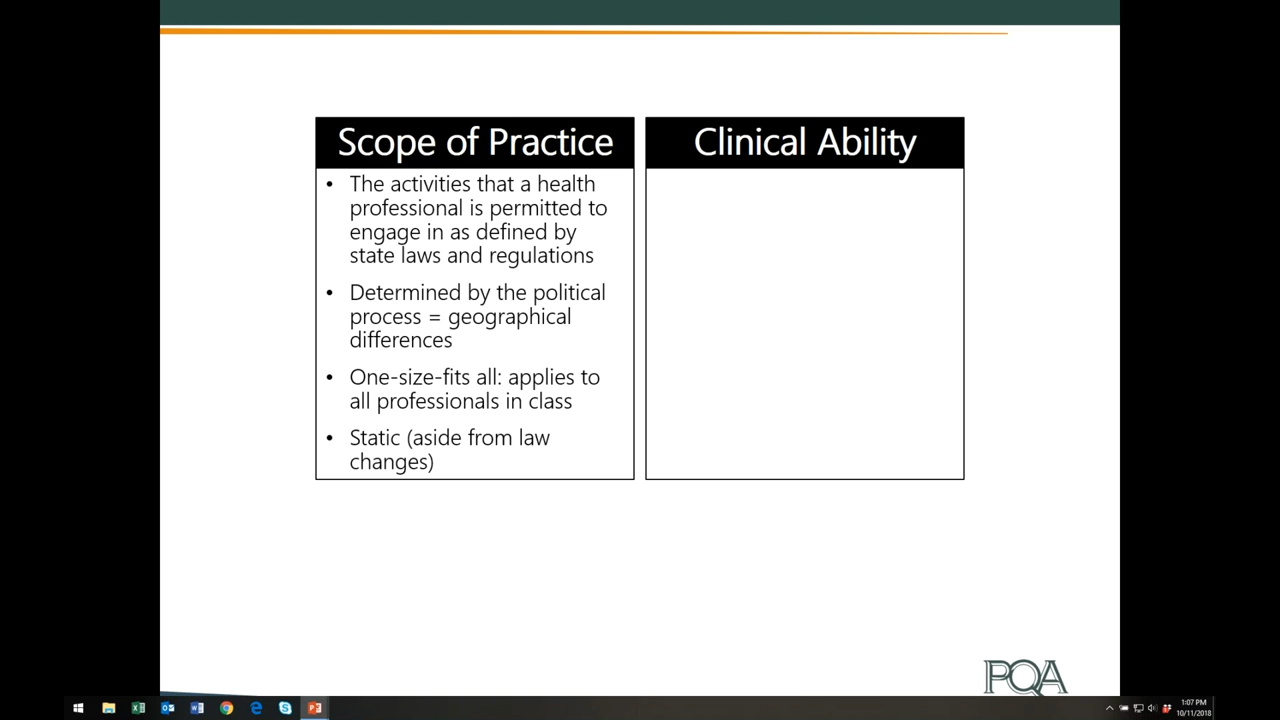 Scope of Practice
• The activities that a health
professional is permitted to
engage in as defined by
state laws and regulations
• Determined by the political
process = geographical
differences
• One-size-fits all: applies to
all professionals in class
• Static (aside from law
changes)
Clinical Ability
PQA
1:07 PM
10/11/2018